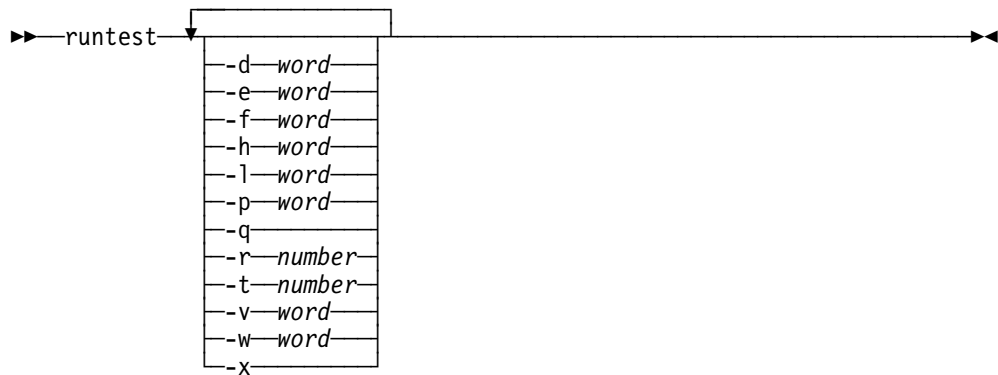 runtest
-d word
-e word
-f word
-h word
-l word
-p word
-q
-r number
-t number
-v word
-w word
-x